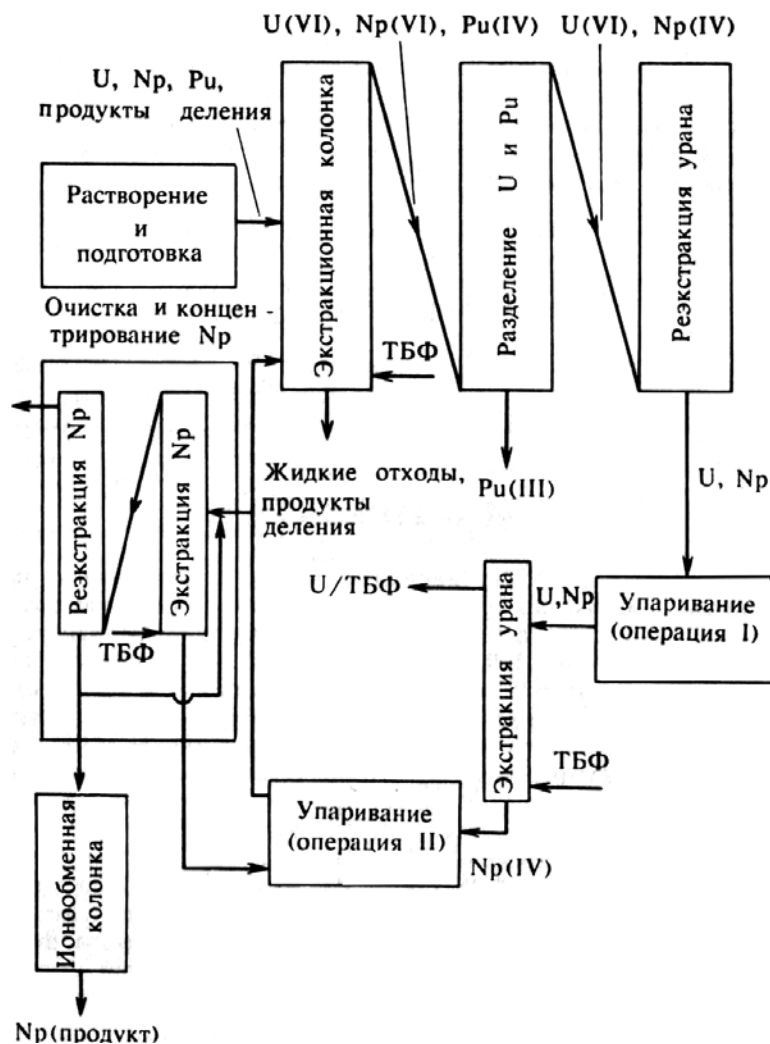 U(VI), Np(VI), Pu(IV)
U(VI), Np(IV)
U, Np, Pu,
продукты деления
Растворение
и
подготовка
Экстракционная колонка
Разделение U и Pu
Реэкстракция урана
Очистка и концен-
трирование Np
ТБФ
Реэкстракция Np
Экстракция Np
ТБФ
Жидкие отходы,
продукты
деления
Pu(III)
U, Np
U/ТБФ
Экстракция урана
U,Np
Упаривание
(операция I)
ТБФ
Упаривание
(операция II)
Np(IV)
Ионообменная
колонка
Np(продукт)